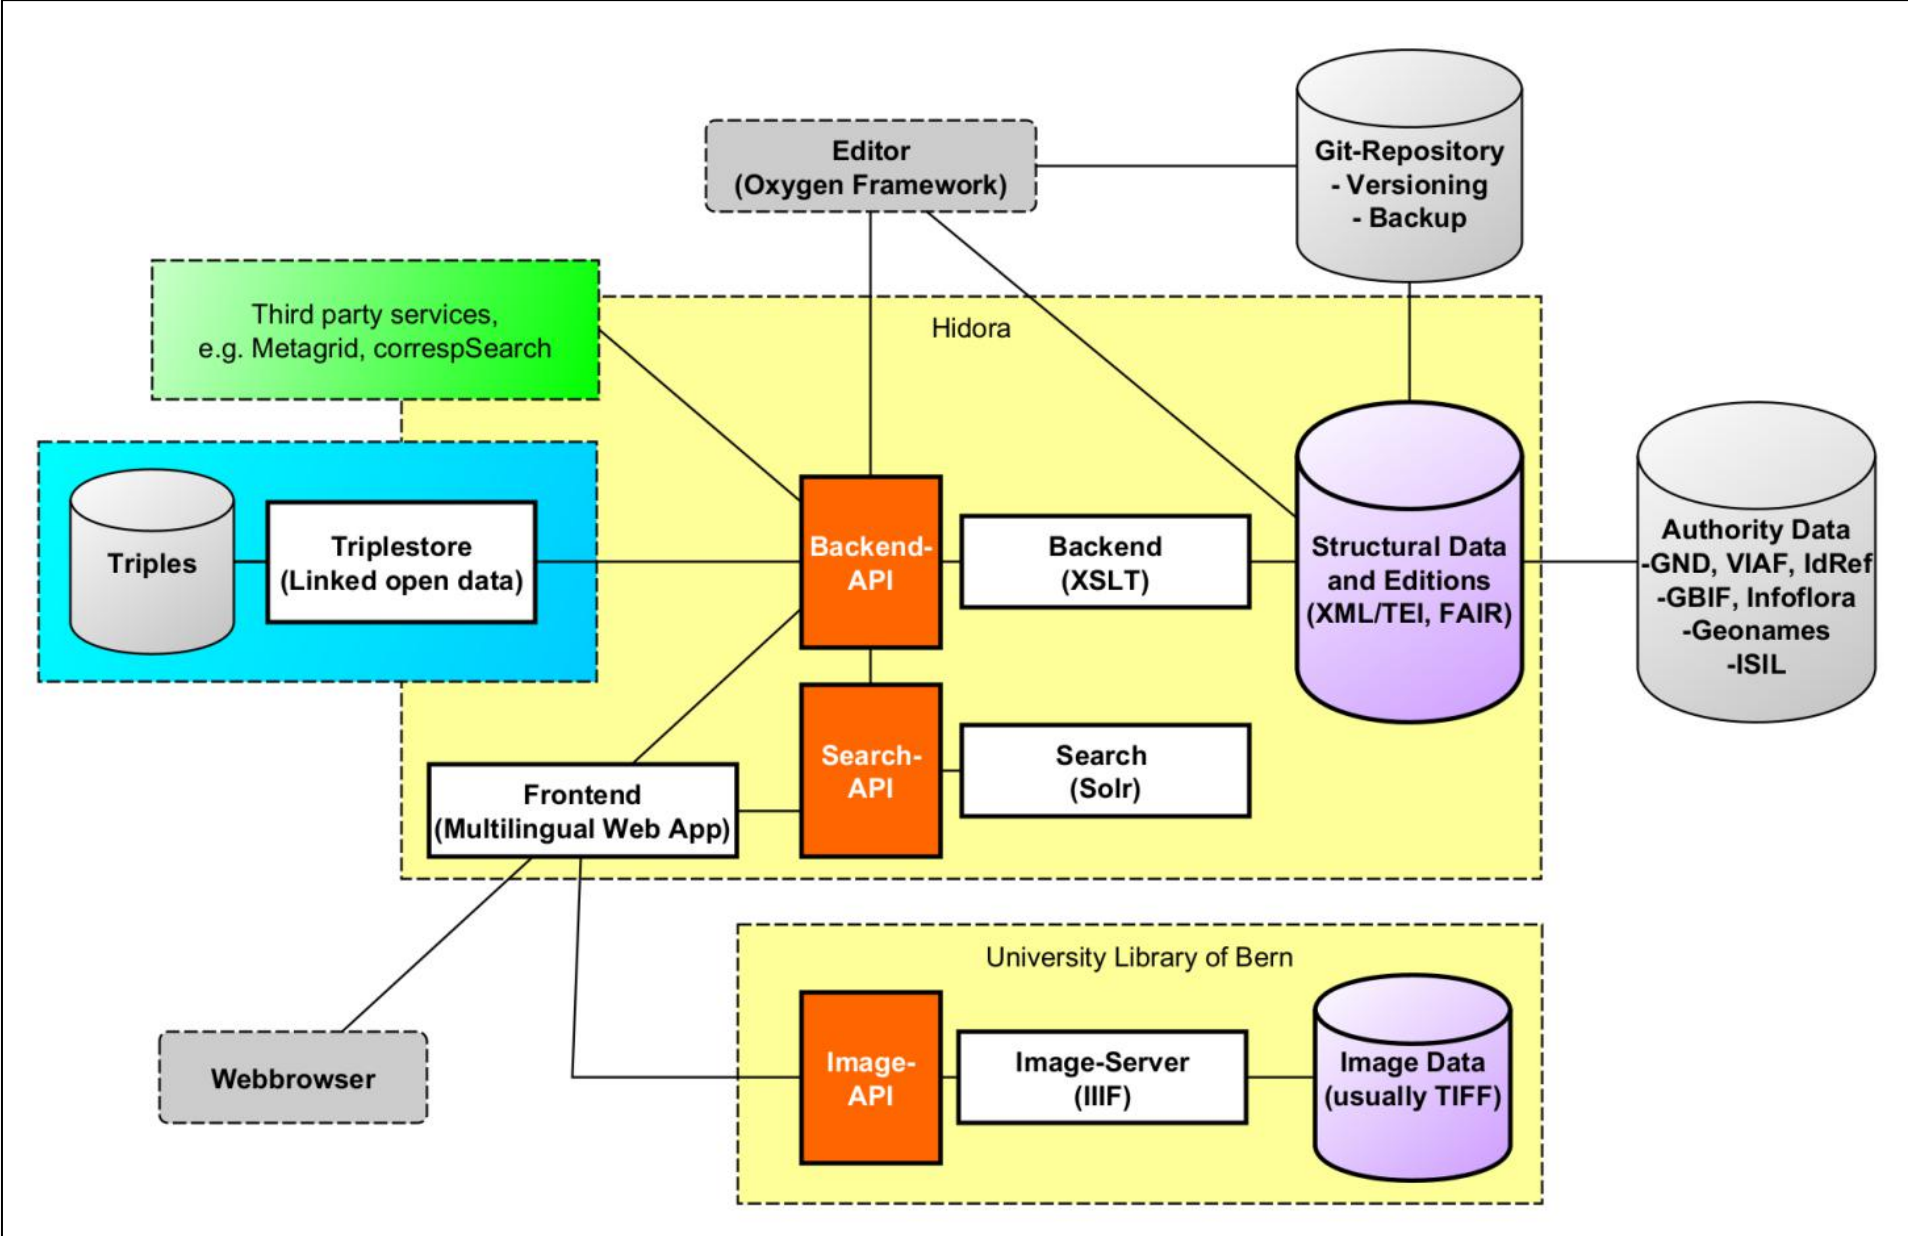 Editor
(Oxygen Framework)
Git-Repository
- Versioning
- Backup
Third party services,
e.g. Metagrid, correspSearch
Hidora
Triples
Triplestore
(Linked open data)
Backend-
API
Backend
(XSLT)
Structural Data
and Editions
(XML/TEI, FAIR)
Authority Data
-GND, VIAF, IdRef
-GBIF, Infoflora
-Geonames
-ISIL
Frontend
(Multilingual Web App)
Search-
API
Search
(Solr)
University Library of Bern
Webbrowser
Image-
API
Image-Server
(IIIF)
Image Data
(usually TIFF)